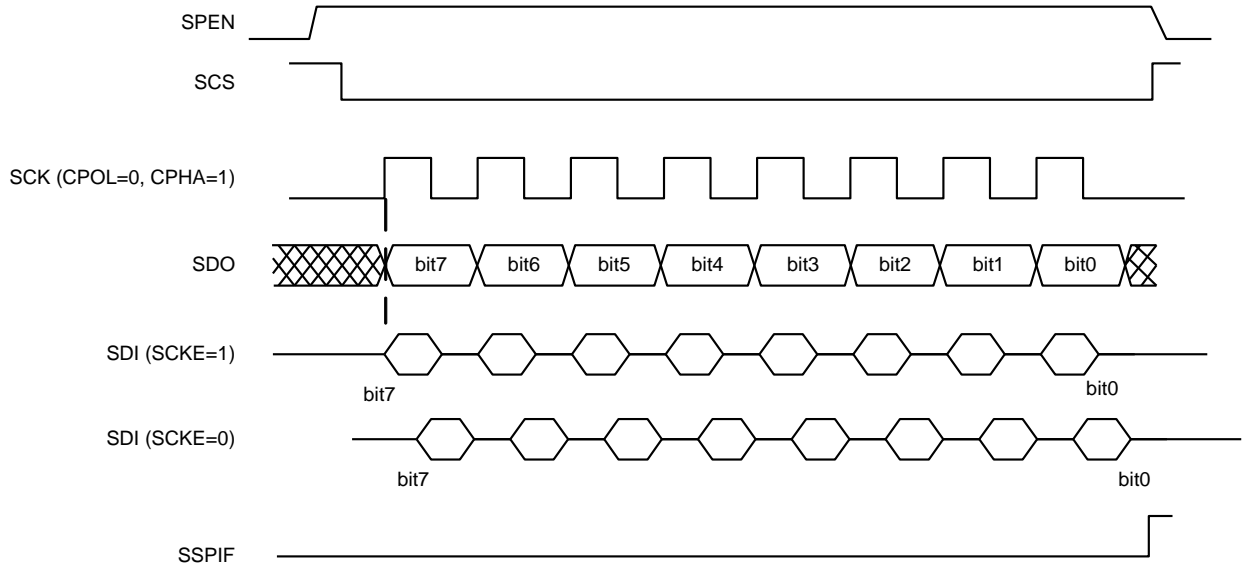 SPEN
SCS
SCK (CPOL=0, CPHA=1)
SDO
bit7 bit6 bit5 bit4 bit3 bit2 bit1 bit0
SDI (SCKE=1)
bit7 bit0
SDI (SCKE=0)
bit7 bit0
SSPIF